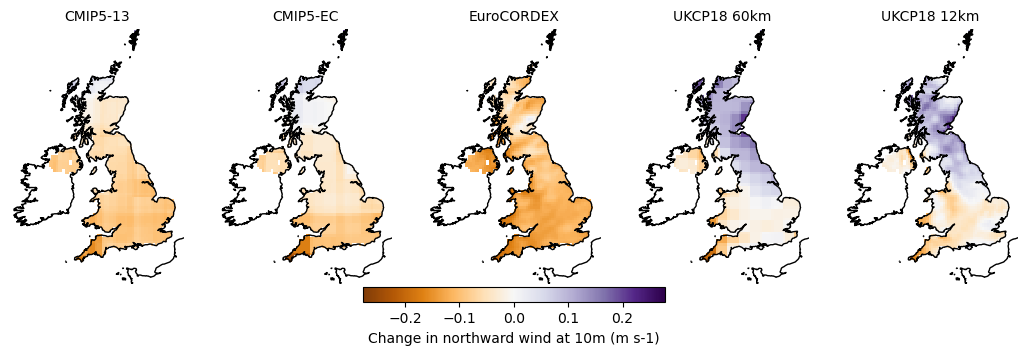 CMIP5-13 CMIP5-EC EuroCORDEX UKCP18 60km UKCP18 12km
−0.2 −0.1 0.0 0.1 0.2
Change in northward wind at 10m (m s-1)